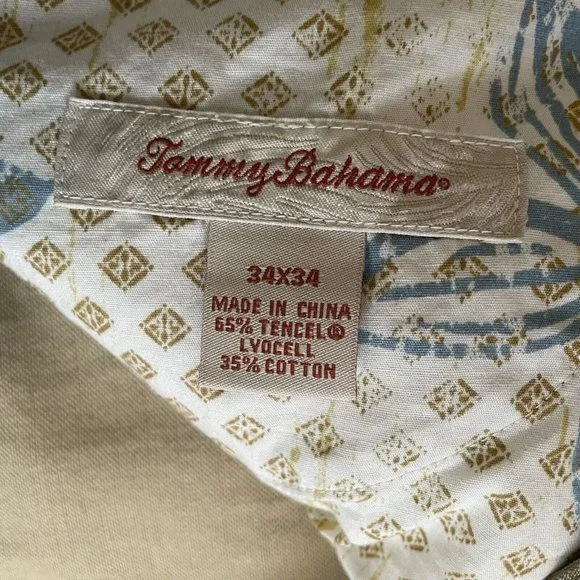 Tommy Bahama®
34X34
MADE IN CHINA
65% TENCEL®
LYOCELL
35% COTTON